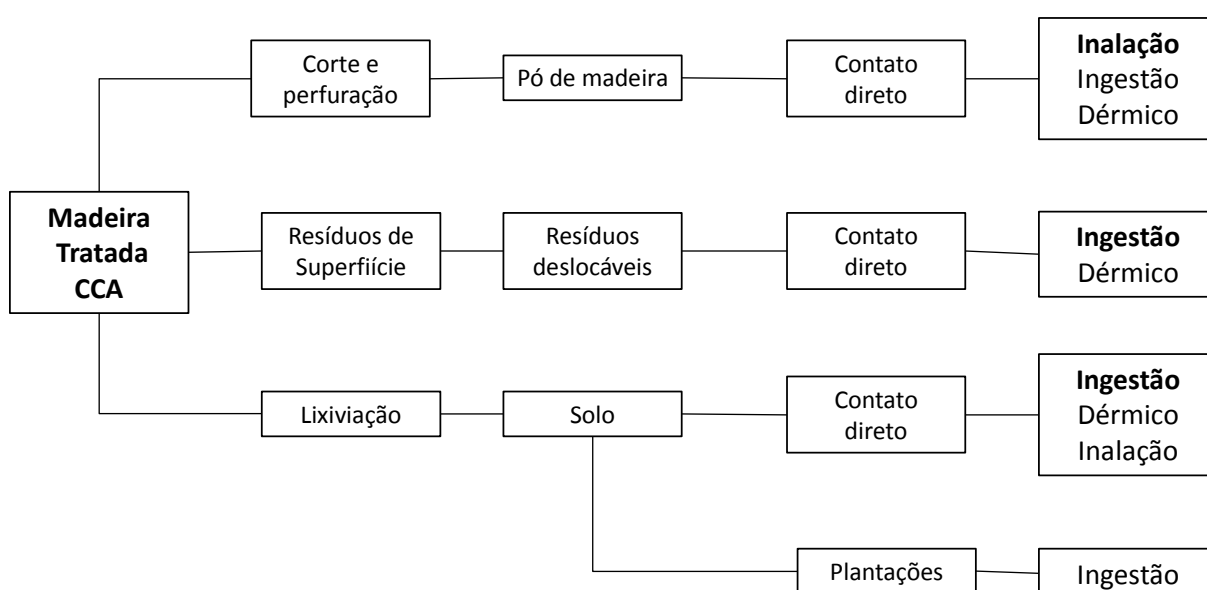 Corte e
perfuração
Pó de madeira
Contato
direto
Inalação
Ingestão
Dérmico
Madeira
Tratada
CCA
Resíduos de
Superfiície
Resíduos
deslocáveis
Contato
direto
Ingestão
Dérmico
Lixiviação
Solo
Contato
direto
Ingestão
Dérmico
Inalação
Plantações
Ingestão